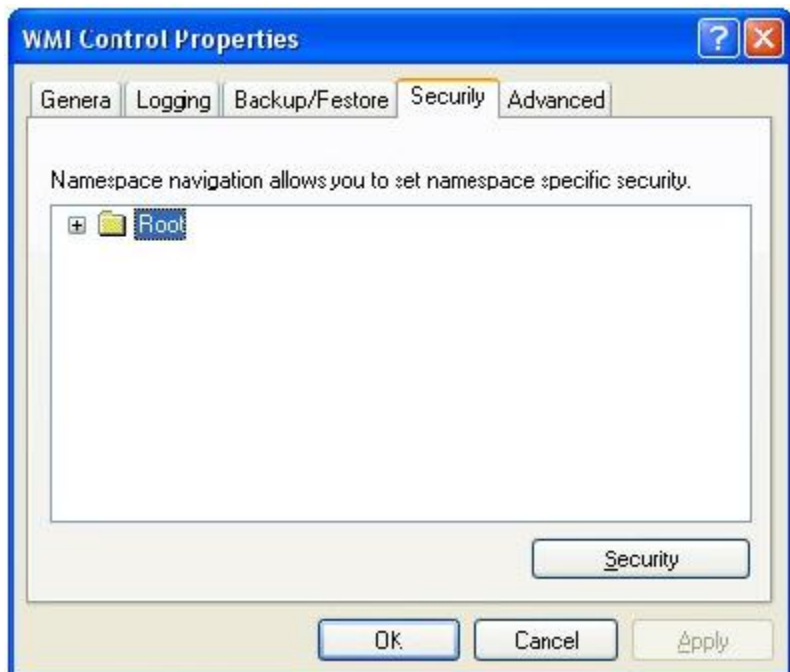 WMI Control Properties
Genera Logging Backup/Festore Security Advanced
Namespace navigation allows you to set namespace specific security.
Root
Security
OK Cancel Apply